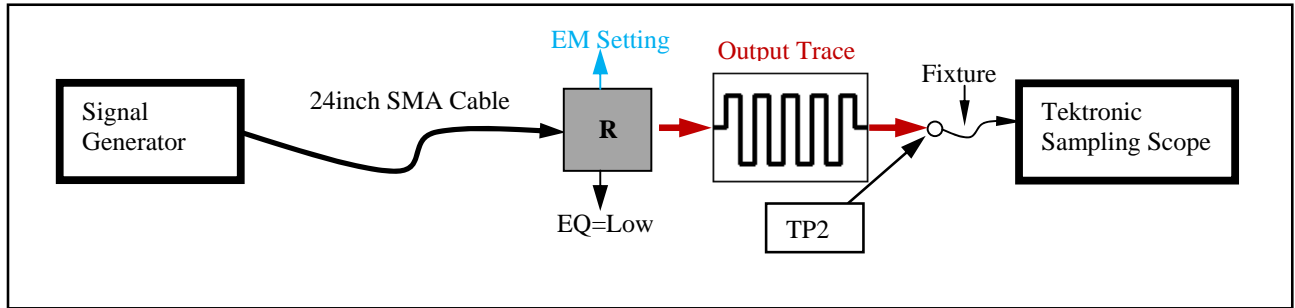 EM Setting
Output Trace
Fixture
Signal
Generator
24inch SMA Cable
R
Tektronic
Sampling Scope
EQ=Low
TP2